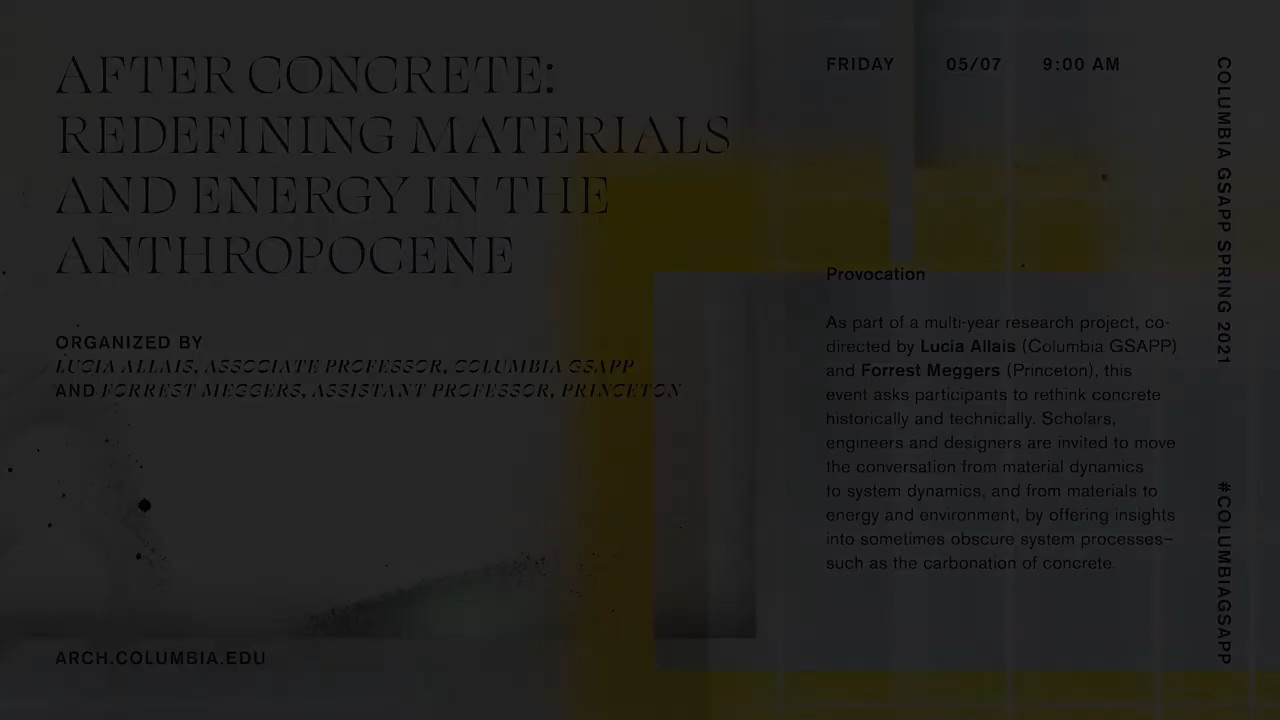 AFTER CONCRETE:
REDEFINING MATERIALS
AND ENERGY IN THE
ANTHROPOCENE
ORGANIZED BY
LUCIA ALLAIS, ASSOCIATE PROFESSOR, COLUMBIA GSAPP
AND FORREST MEGGERS, ASSISTANT PROFESSOR, PRINCETON
ARCH.COLUMBIA.EDU
FRIDAY 05/07 9:00 AM
Provocation
As part of a multi-year research project, co-
directed by Lucia Allais (Columbia GSAPP)
and Forrest Meggers (Princeton), this
event asks participants to rethink concrete
historically and technically. Scholars,
engineers and designers are invited to move
the conversation from material dynamics
to system dynamics, and from materials to
energy and environment, by offering insights
into sometimes obscure system processes–
such as the carbonation of concrete.
COLUMBIA GSAPP SPRING 2021
#COLUMBIAGSAPP